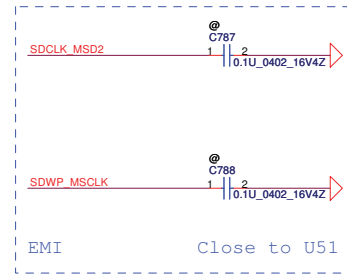 @
C787
SDCLK_MSD2
1 2
0.1U_0402_16V4Z
@
C788
SDWP_MSCLK
1 2
0.1U_0402_16V4Z
EMI Close to U51